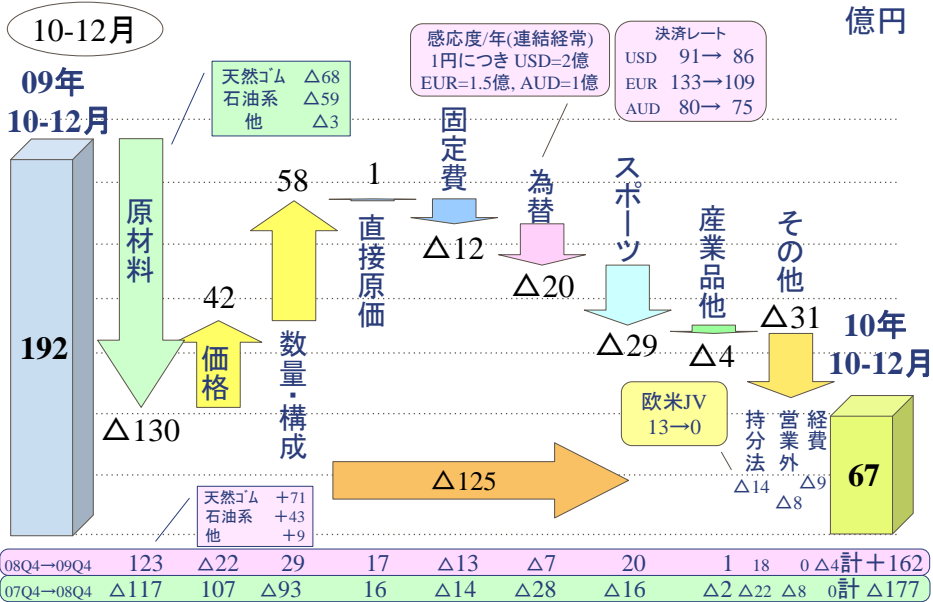 10-12月
億円
感応度/年(連結経常)
1円につき USD=2億
EUR=1.5億, AUD=1億
決済レート
USD 91→ 86
EUR 133→109
AUD 80→ 75
天然ゴム △68
石油系 △59
他 △3
09年
10-12月
192
原材料
△130
42
価格
58
数量・構成
1
直接原価
固定費
△12
為替
△20
スポーツ
△29
産業品他
△4
その他
△31
10年
10-12月
67
欧米JV
13→0
持分法
△14
営業外
△8
経費
△9
△125
天然ゴム +71
石油系 +43
他 +9
08Q4→09Q4 123 △22 29 17 △13 △7 20 1 18 0 △4 計+162
07Q4→08Q4 △117 107 △93 16 △14 △28 △16 △2 △22 △8 0 計 △177